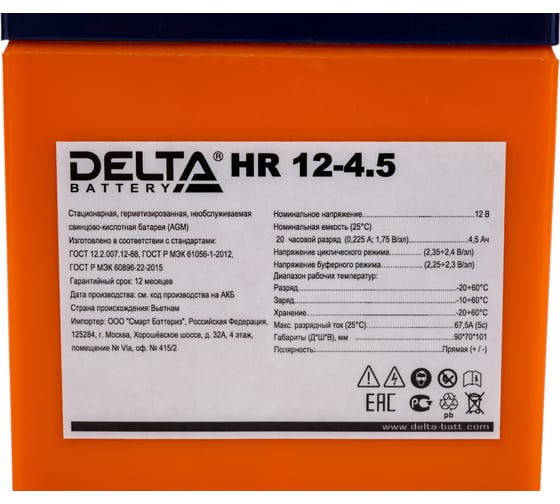 DELTA® HR 12-4.5
BATTERY
Стационарная, герметизированная, необслуживаемая
свинцово-кислотная батарея (AGM)
Изготовлено в соответствии с стандартами:
ГОСТ 12.2.007.12-88, ГОСТ Р МЭК 61056-1-2012,
ГОСТ Р МЭК 60896-22-2015
Гарантийный срок: 12 месяцев
Дата производства: см. код производства на АКБ
Страна происхождения: Вьетнам
Импортер: ООО "Смарт Бэттериз", Российская Федерация,
125284, г. Москва, Хорошёвское шоссе, д. 32А, 4 этаж,
помещение № VIа, оф. № 415/2
Номинальное напряжение 12 В
Номинальная емкость (25°С)
20 часовой разряд (0,225 А; 1,75 В/эл) 4,5 Ач
Напряжение циклического режима (2,35÷2,4 В/эл)
Напряжение буферного режима (2,25÷2,3 В/эл)
Диапазон рабочих температур:
Разряд -20+60°С
Заряд -10+60°С
Хранение -20+60°С
Макс. разрядный ток (25°С) 67,5А (5с)
Габариты (Д*Ш*В), мм 90*70*101
Полярность: Прямая (+ / -)
EAC
pb
www.delta-batt.com